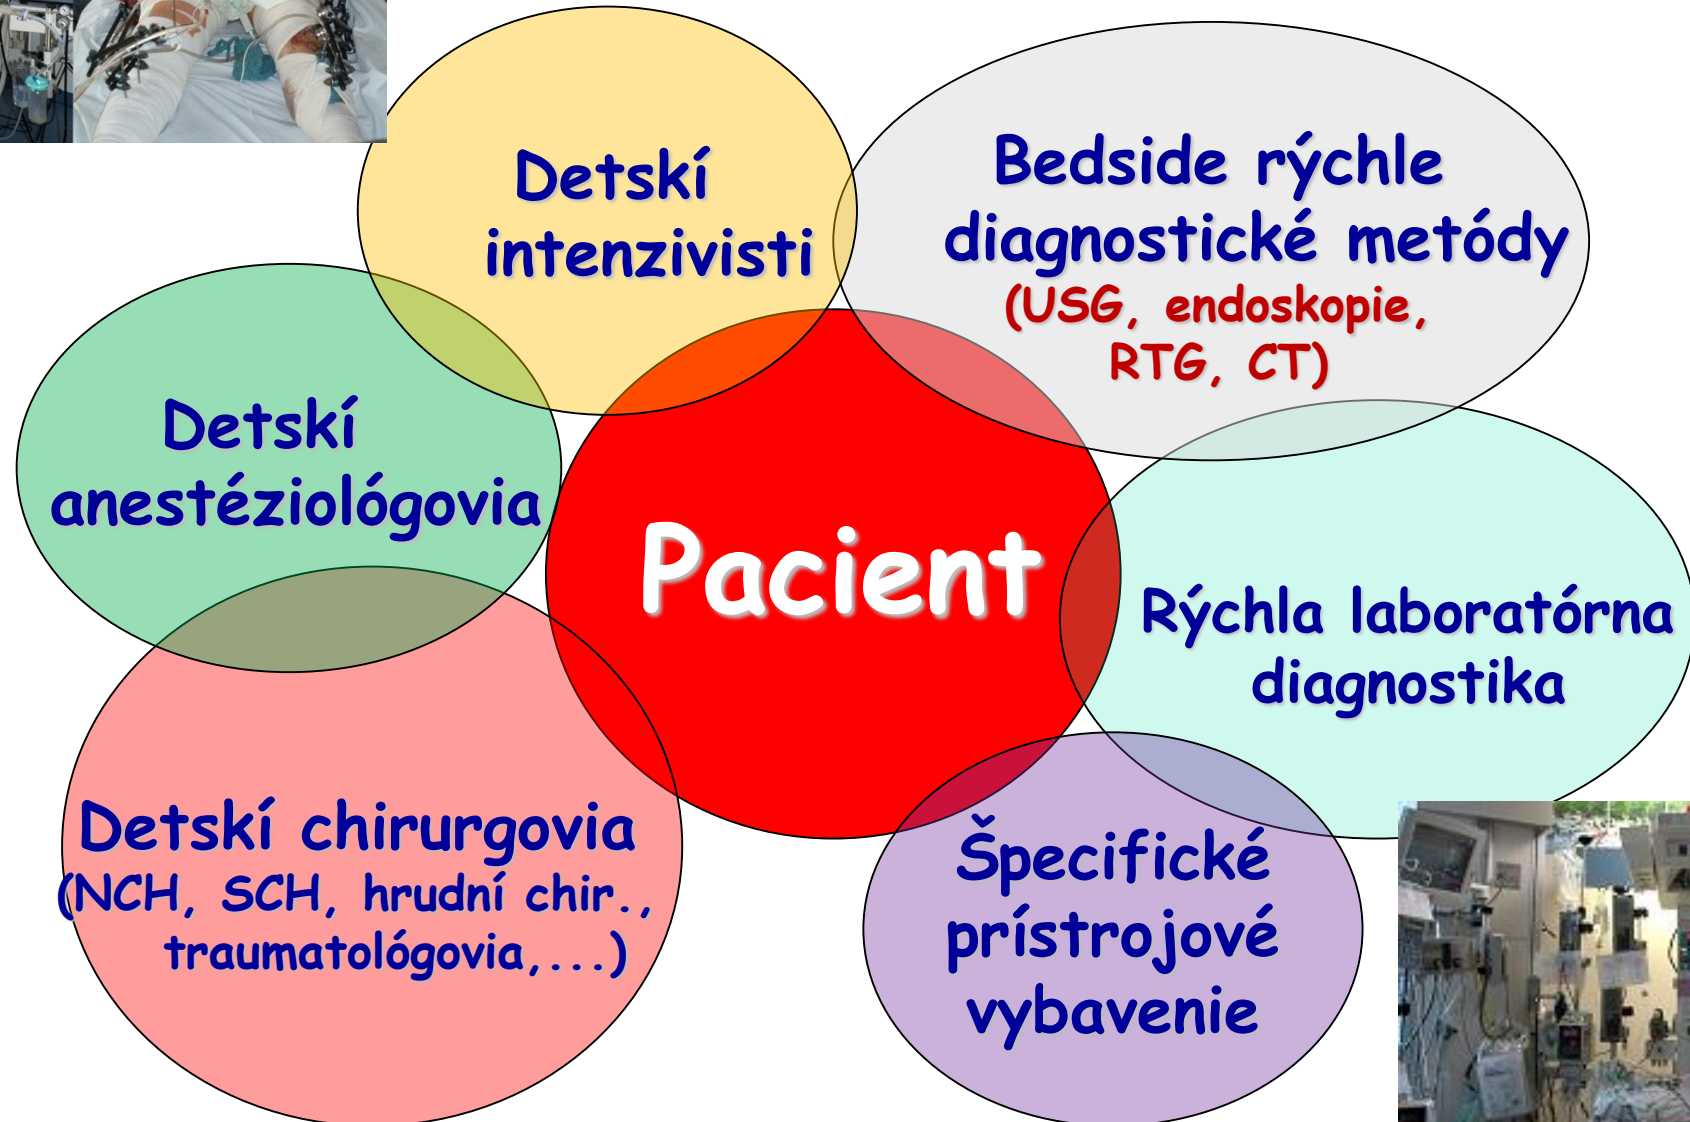 Detskí
intenzivisti
Bedside rýchle
diagnostické metódy
(USG, endoskopie,
RTG, CT)
Detskí
anestéziológovia
Pacient
Rýchla laboratórna
diagnostika
Detskí chirurgovia
(NCH, SCH, hrudní chir.,
traumatológovia,...)
Špecifické
prístrojové
vybavenie